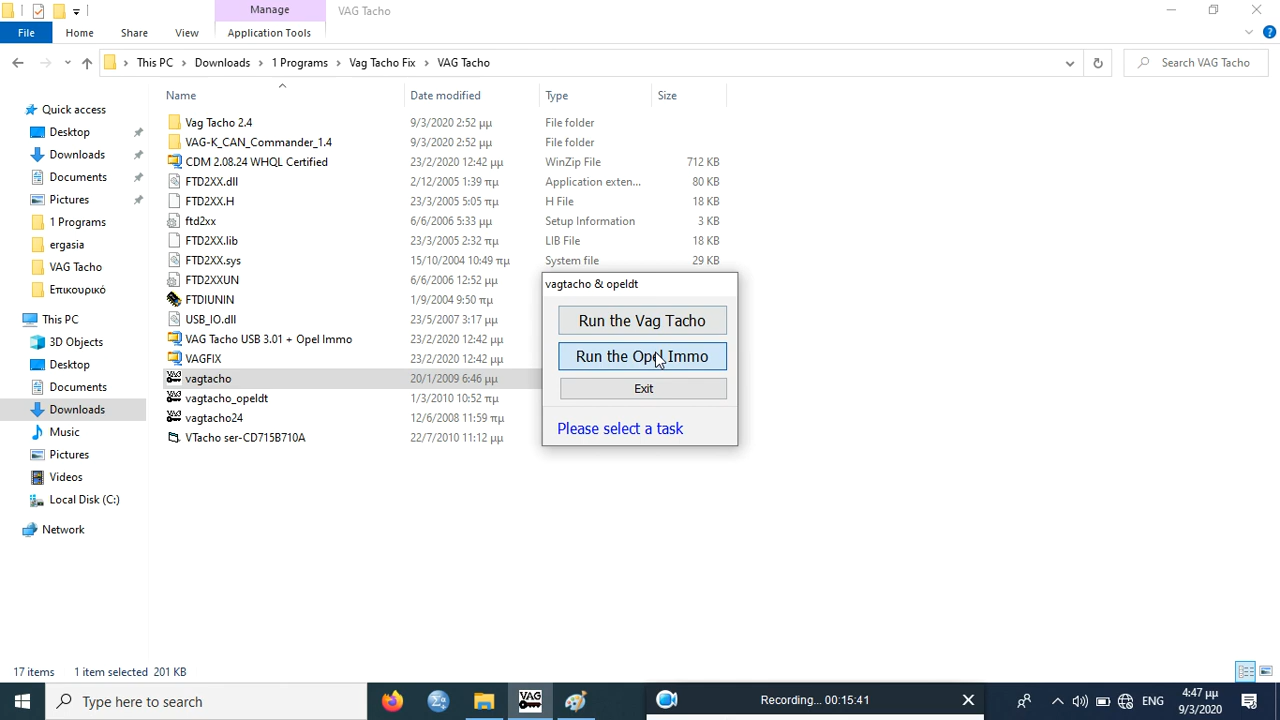 Manage
VAG Tacho
File
Home
Share
View
Application Tools
This PC
Downloads
1 Programs
Vag Tacho Fix
VAG Tacho
Search VAG Tacho
Name
Date modified
Type
Size
Quick access
Desktop
Downloads
Documents
Pictures
1 Programs
ergasia
VAG Tacho
Επικουρικό
This PC
3D Objects
Desktop
Documents
Downloads
Music
Pictures
Videos
Local Disk (C:)
Network
Vag Tacho 2.4 9/3/2020 2:52 μμ File folder
VAG-K_CAN_Commander_1.4 9/3/2020 2:52 μμ File folder
CDM 2.08.24 WHQL Certified 23/2/2020 12:42 μμ WinZip File 712 KB
FTD2XX.dll 2/12/2005 1:39 πμ Application exten... 80 KB
FTD2XX.H 23/3/2005 5:05 πμ H File 18 KB
ftd2xx 6/6/2006 5:33 μμ Setup Information 3 KB
FTD2XX.lib 23/3/2005 2:32 πμ LIB File 18 KB
FTD2XX.sys 15/10/2004 10:49 πμ System file 29 KB
FTD2XXUN 6/6/2006 12:52 μμ
FTDIUNIN 1/9/2004 9:50 πμ
USB_IO.dll 23/5/2007 3:17 μμ
VAG Tacho USB 3.01 + Opel Immo 23/2/2020 12:42 μμ
VAGFIX 23/2/2020 12:42 μμ
vagtacho 20/1/2009 6:46 μμ
vagtacho_opeldt 1/3/2010 10:52 πμ
vagtacho24 12/6/2008 11:59 πμ
VTacho ser-CD715B710A 22/7/2010 11:12 μμ
vagtacho & opeldt
Run the Vag Tacho
Run the Opel Immo
Exit
Please select a task
17 items 1 item selected 201 KB
Type here to search
VAG
Recording... 00:15:41
ENG
4:47 μμ
9/3/2020